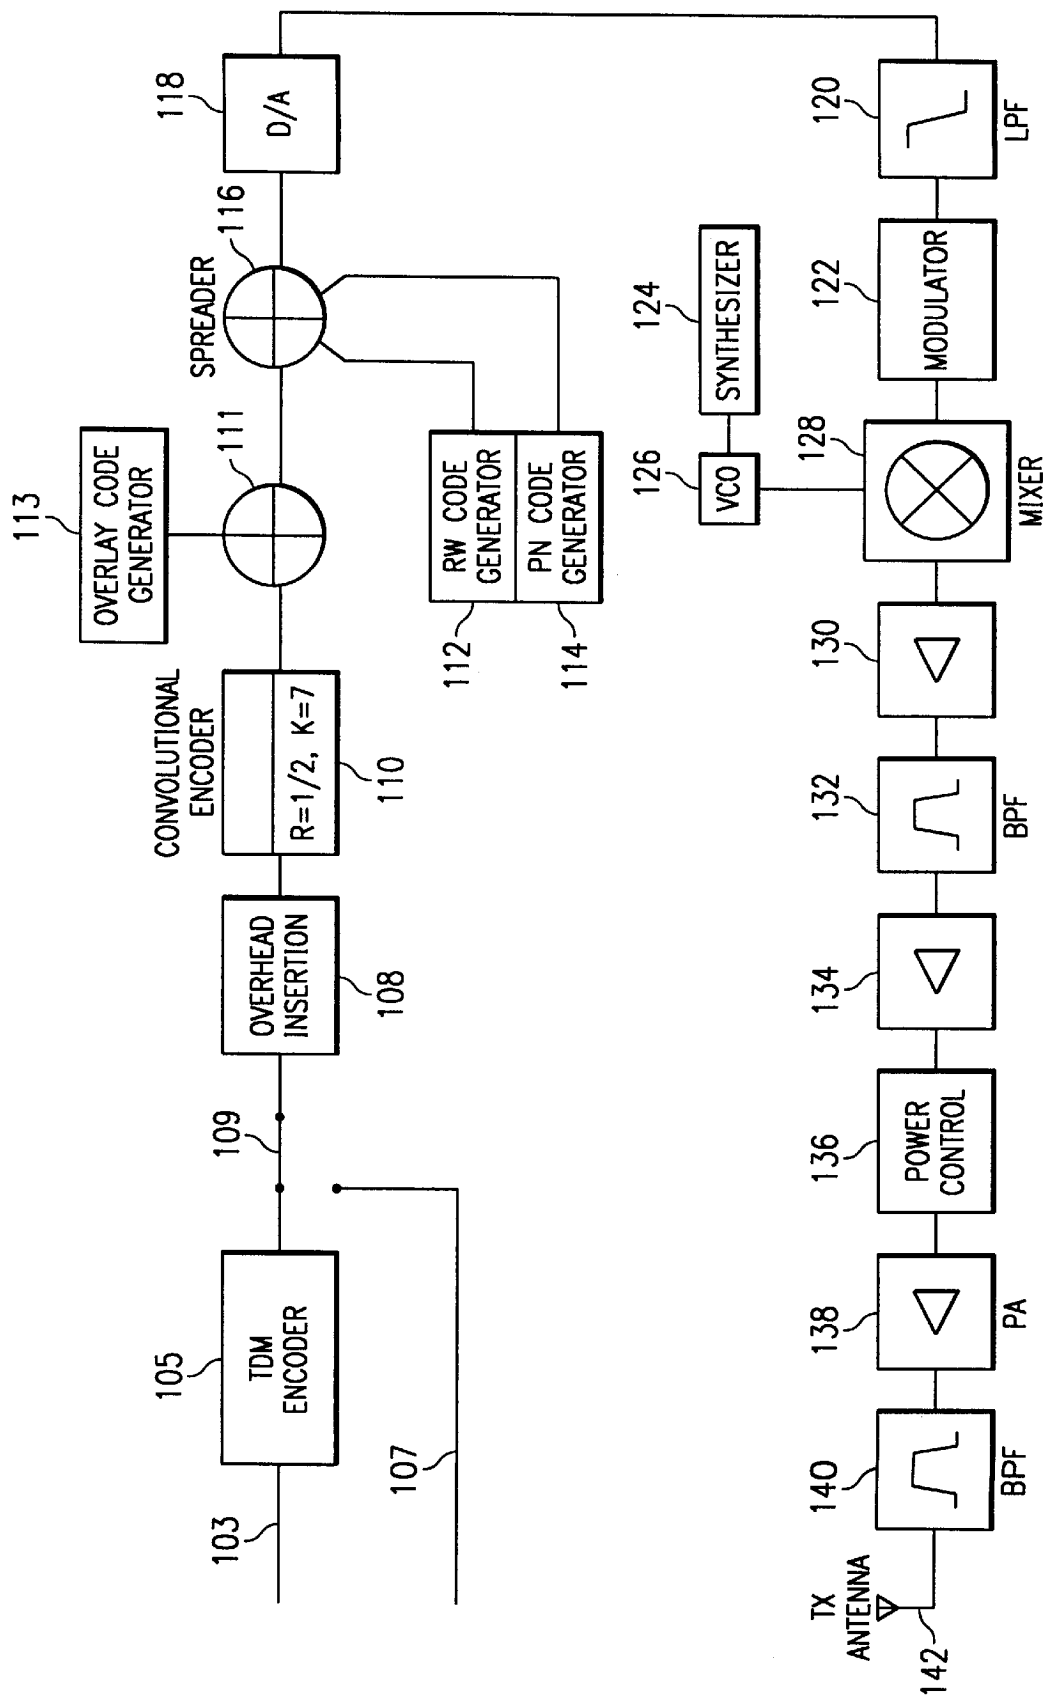 103
105
TDM
ENCODER
107
109
OVERHEAD
INSERTION
108
CONVOLUTIONAL
ENCODER
R=1/2, K=7
110
113
OVERLAY CODE
GENERATOR
111
RW CODE
GENERATOR
112
PN CODE
GENERATOR
114
SPREADER
116
118
D/A
TX
ANTENNA
142
140
BPF
138
PA
136
POWER
CONTROL
134
132
BPF
130
128
MIXER
126
VCO
124
SYNTHESIZER
122
MODULATOR
120
LPF